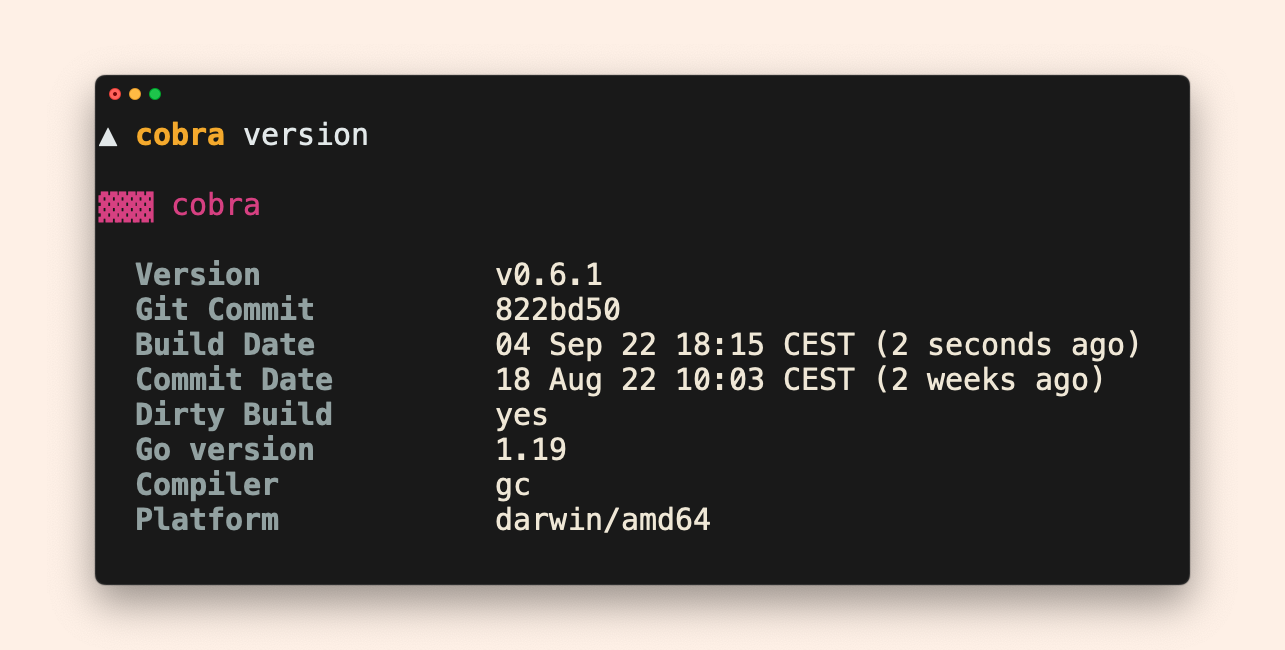 ▲ cobra version
▓▓▓ cobra
Version v0.6.1
Git Commit 822bd50
Build Date 04 Sep 22 18:15 CEST (2 seconds ago)
Commit Date 18 Aug 22 10:03 CEST (2 weeks ago)
Dirty Build yes
Go version 1.19
Compiler gc
Platform darwin/amd64